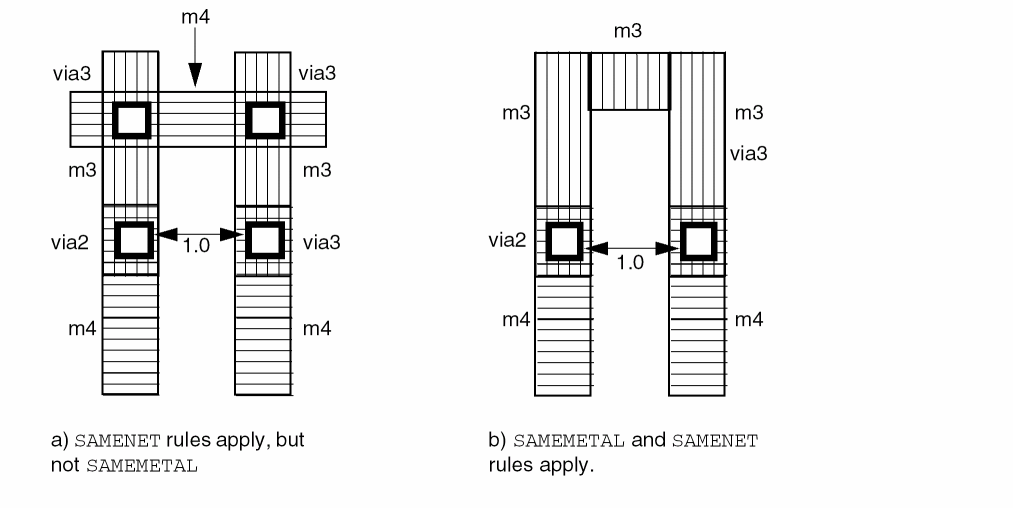 m4
m3
via3
via3
m3
m3
via3
m3
m3
via2
1.0
via3
via2
1.0
m4
m4
m4
m4
a) SAMENET rules apply, but
not SAMEMETAL
b) SAMEMETAL and SAMENET
rules apply.